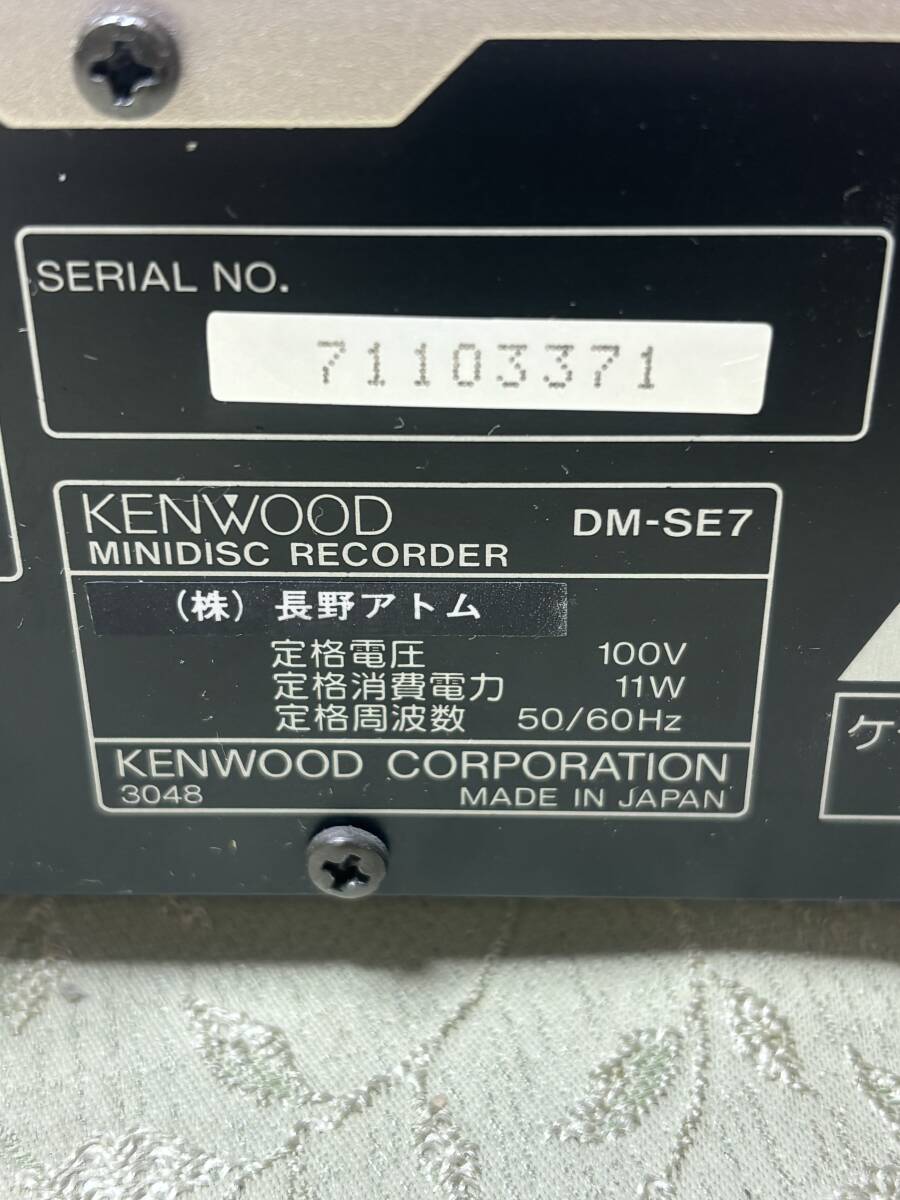 SERIAL NO.
71103371
KENWOOD DM-SE7
MINIDISC RECORDER
(株)長野アトム
定格電圧 100V
定格消費電力 11W
定格周波数 50/60Hz
KENWOOD CORPORATION
3048 MADE IN JAPAN
ケ